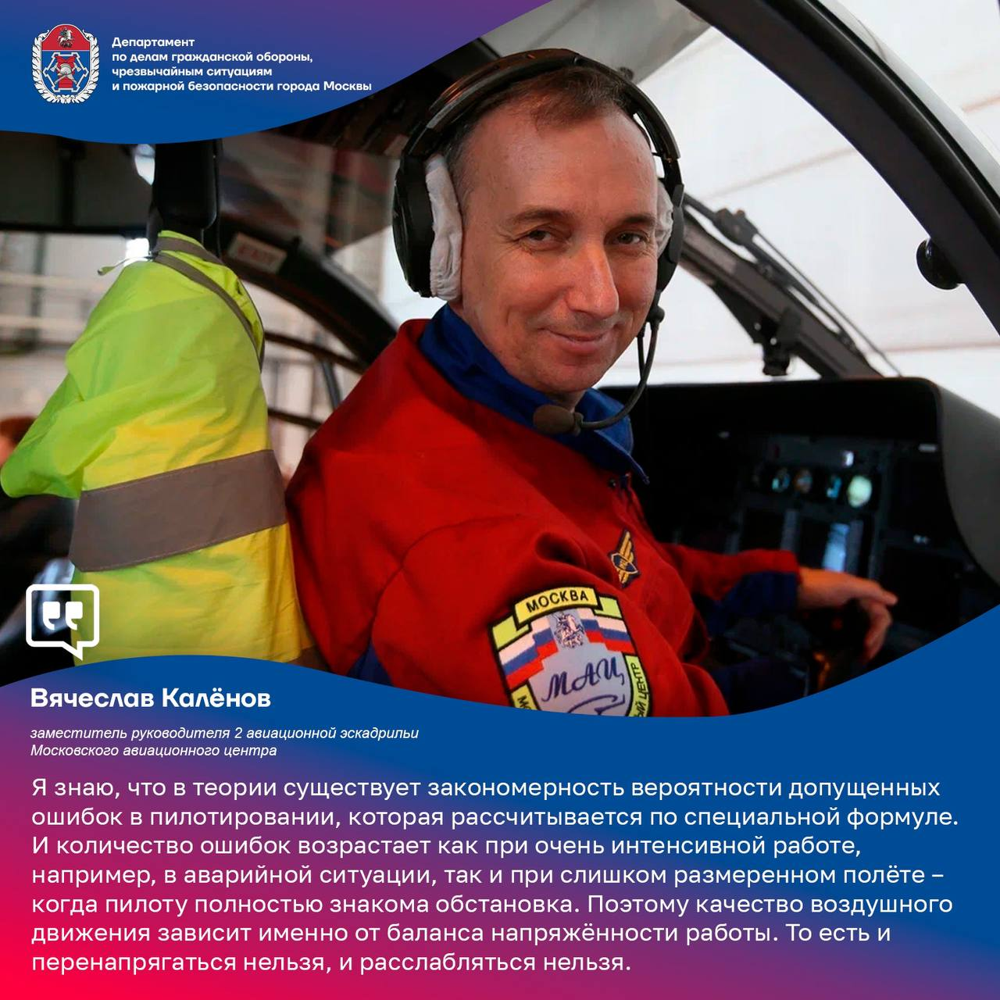 Департамент
по делам гражданской обороны,
чрезвычайным ситуациям
и пожарной безопасности города Москвы
МОСКВА
МАЦ
Вячеслав Калёнов
заместитель руководителя 2 авиационной эскадрильи
Московского авиационного центра
Я знаю, что в теории существует закономерность вероятности допущенных
ошибок в пилотировании, которая рассчитывается по специальной формуле.
И количество ошибок возрастает как при очень интенсивной работе,
например, в аварийной ситуации, так и при слишком размеренном полёте –
когда пилоту полностью знакома обстановка. Поэтому качество воздушного
движения зависит именно от баланса напряжённости работы. То есть и
перенапрягаться нельзя, и расслабляться нельзя.